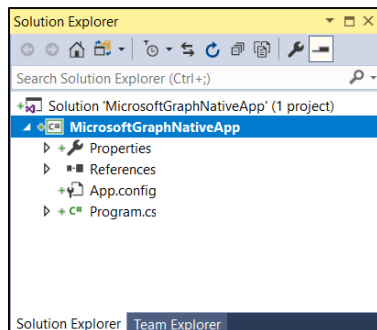 Solution Explorer
Search Solution Explorer (Ctrl+;)
Solution 'MicrosoftGraphNativeApp' (1 project)
C# MicrosoftGraphNativeApp
Properties
References
App.config
C# Program.cs
Solution Explorer Team Explorer